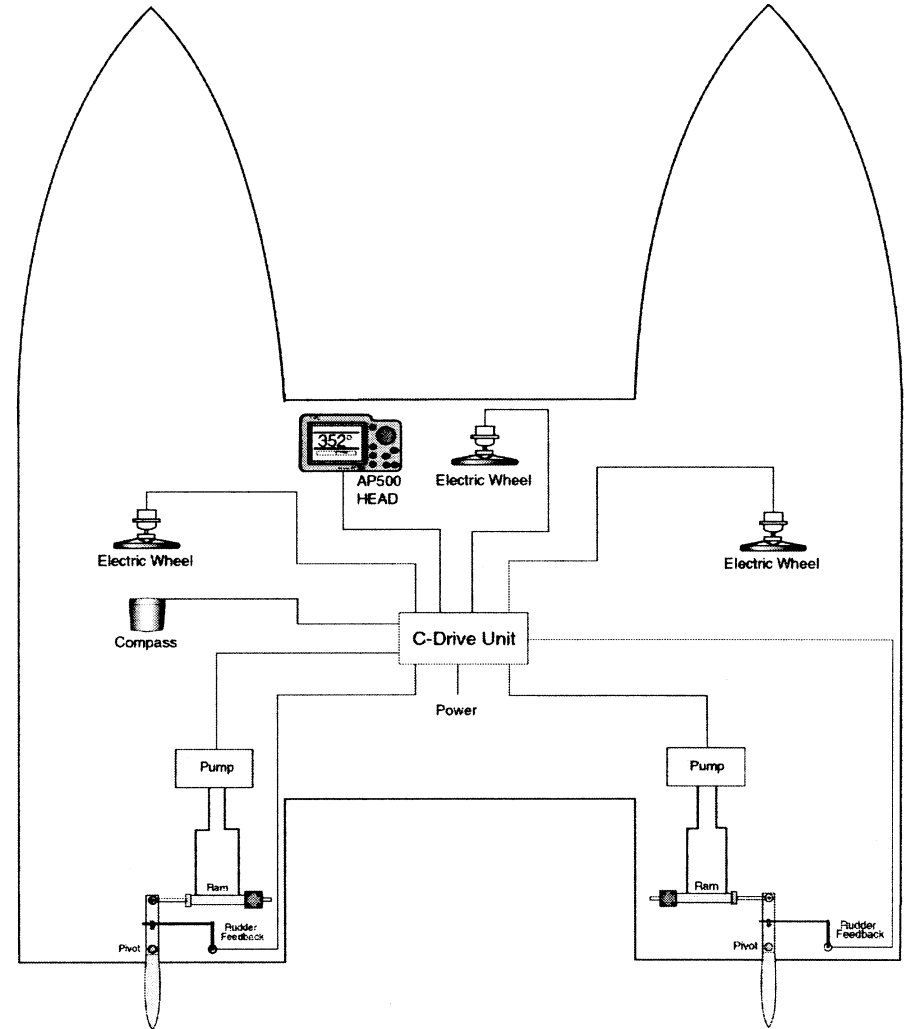 352°
AP500
HEAD
Electric Wheel
Electric Wheel
Electric Wheel
Compass
C-Drive Unit
Power
Pump
Pump
Ram
Ram
Rudder
Feedback
Pivot
Rudder
Feedback
Pivot